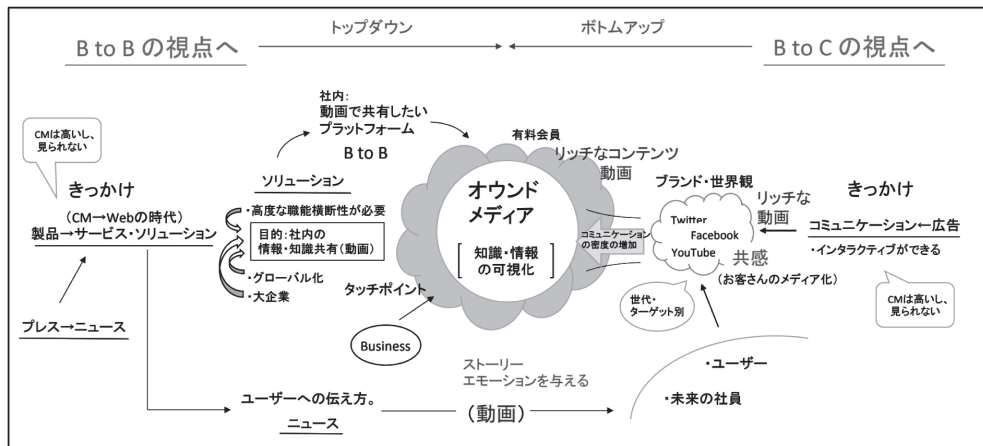 B to B の視点へ
トップダウン
ボトムアップ
B to C の視点へ
CMは高いし、
見られない
きっかけ
(CM→Webの時代)
製品→サービス・ソリューション
プレス→ニュース
社内:
動画で共有したい
プラットフォーム
B to B
ソリューション
・高度な職能横断性が必要
目的:社内の
情報・知識共有(動画)
・グローバル化
・大企業
有料会員
リッチなコンテンツ
動画
オウンド
メディア
知識・情報
の可視化
タッチポイント
Business
コミュニケーション
の密度の増加
ブランド・世界観
Twitter
Facebook
YouTube
共感
(お客さんのメディア化)
リッチな
動画
世代・
ターゲット別
きっかけ
コミュニケーション←広告
・インタラクティブができる
CMは高いし、
見られない
ユーザーへの伝え方。
ニュース
ストーリー
エモーションを与える
(動画)
・ユーザー
・未来の社員